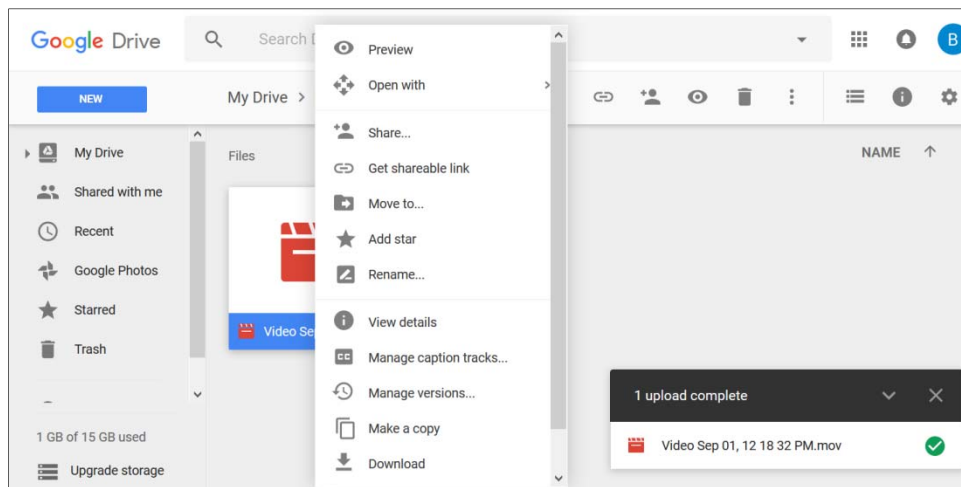 Google Drive
Search
B
NEW
My Drive >
My Drive
Shared with me
Recent
Google Photos
Starred
Trash
1 GB of 15 GB used
Upgrade storage
Files
NAME
Video
Preview
Open with
Share...
Get shareable link
Move to...
Add star
Rename...
View details
CC
Manage caption tracks...
Manage versions...
Make a copy
Download
1 upload complete
Video Sep 01, 12 18 32 PM.mov